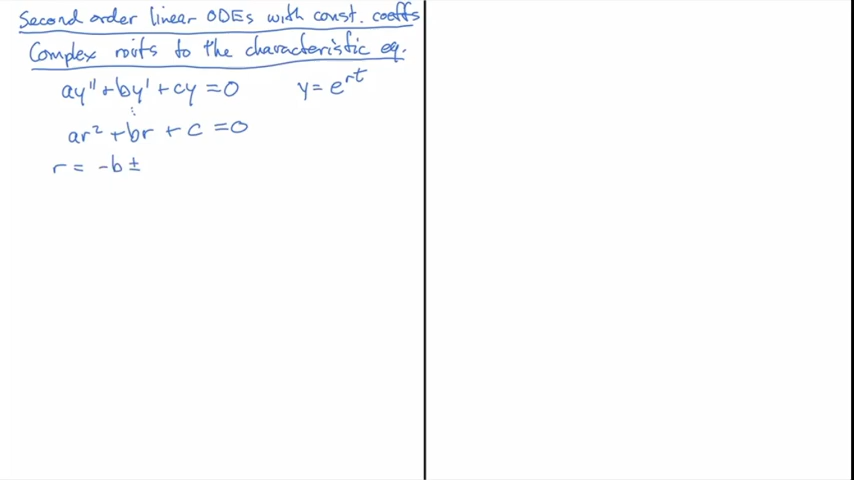 Second order linear ODEs with const. coeffs
Complex roots to the characteristic eq.
ay'' + by' + cy = 0 y = e^{rt}
⋮
ar² + br + c = 0
r = -b ±